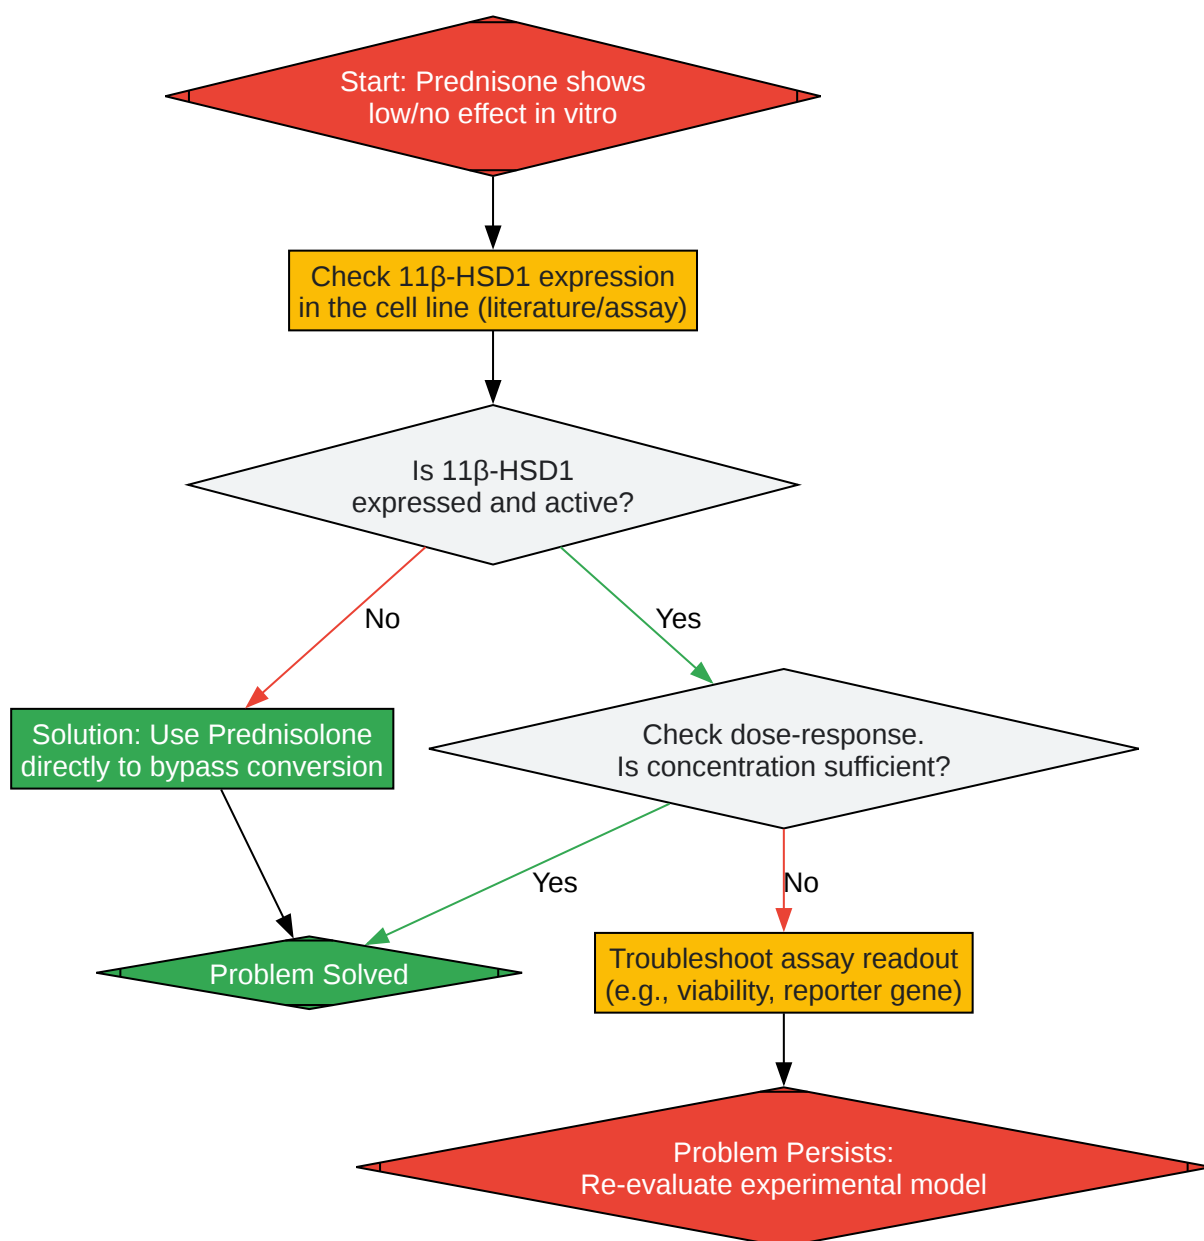 Start: Prednisone shows
low/no effect in vitro
Check 11β-HSD1 expression
in the cell line (literature/assay)
Is 11β-HSD1
expressed and active?
No
Yes
Solution: Use Prednisolone
directly to bypass conversion
Check dose-response.
Is concentration sufficient?
Yes
No
Problem Solved
Troubleshoot assay readout
(e.g., viability, reporter gene)
Problem Persists:
Re-evaluate experimental model